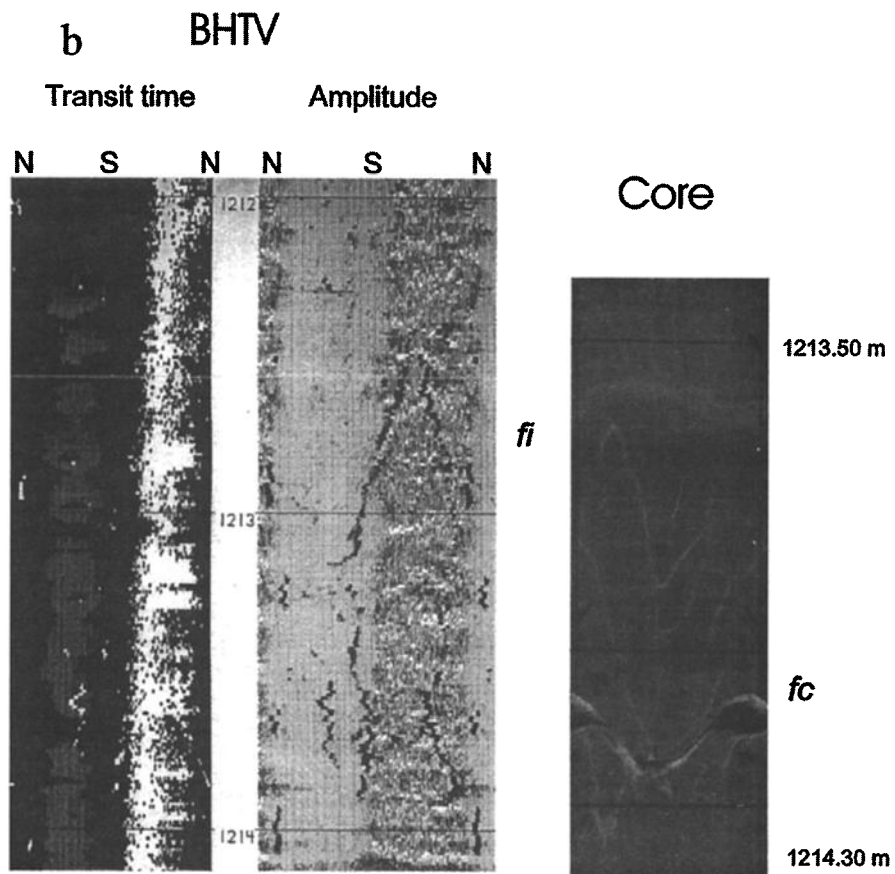 b BHTV
Transit time Amplitude
N S N N S N
Core
1212
1213.50 m
fi
1213
fc
1214
1214.30 m